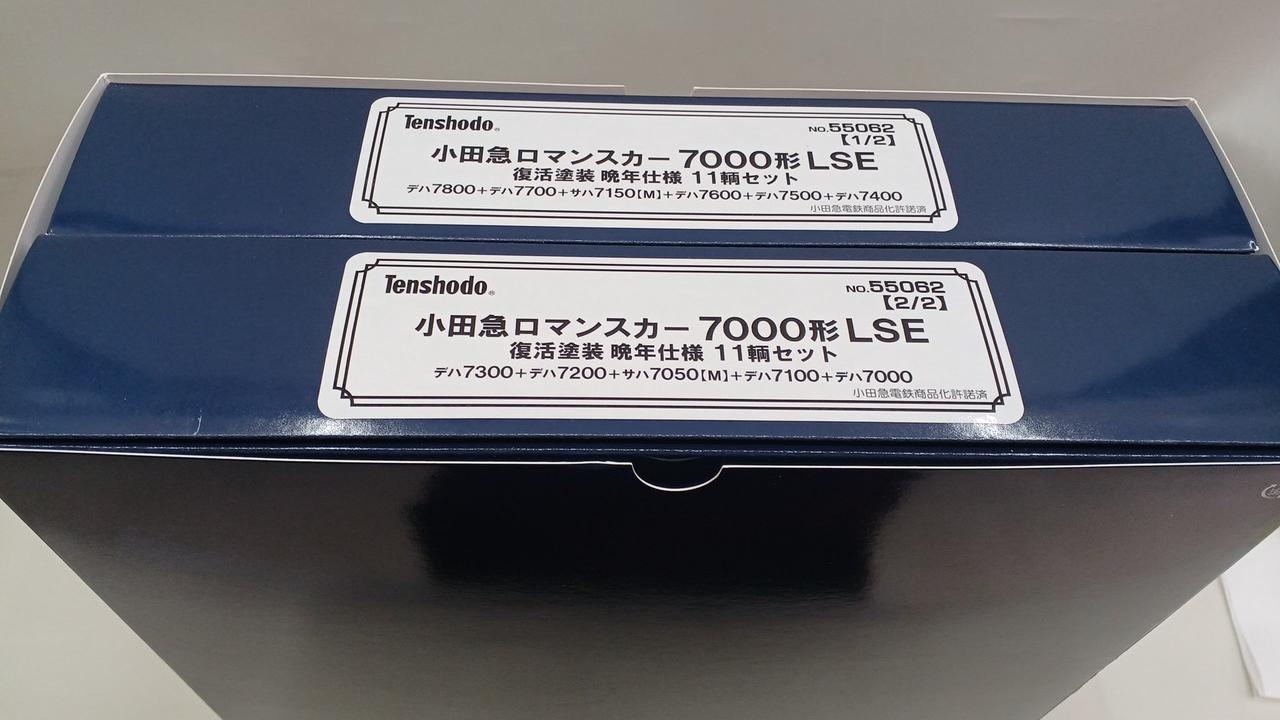 Tenshodo®
NO.55062
【1/2】
小田急ロマンスカー 7000形 LSE
復活塗装 晩年仕様 11輌セット
デハ7800+デハ7700+サハ7150[M]+デハ7600+デハ7500+デハ7400
小田急電鉄商品化許諾済
Tenshodo®
NO.55062
【2/2】
小田急ロマンスカー 7000形 LSE
復活塗装 晩年仕様 11輌セット
デハ7300+デハ7200+サハ7050[M]+デハ7100+デハ7000
小田急電鉄商品化許諾済